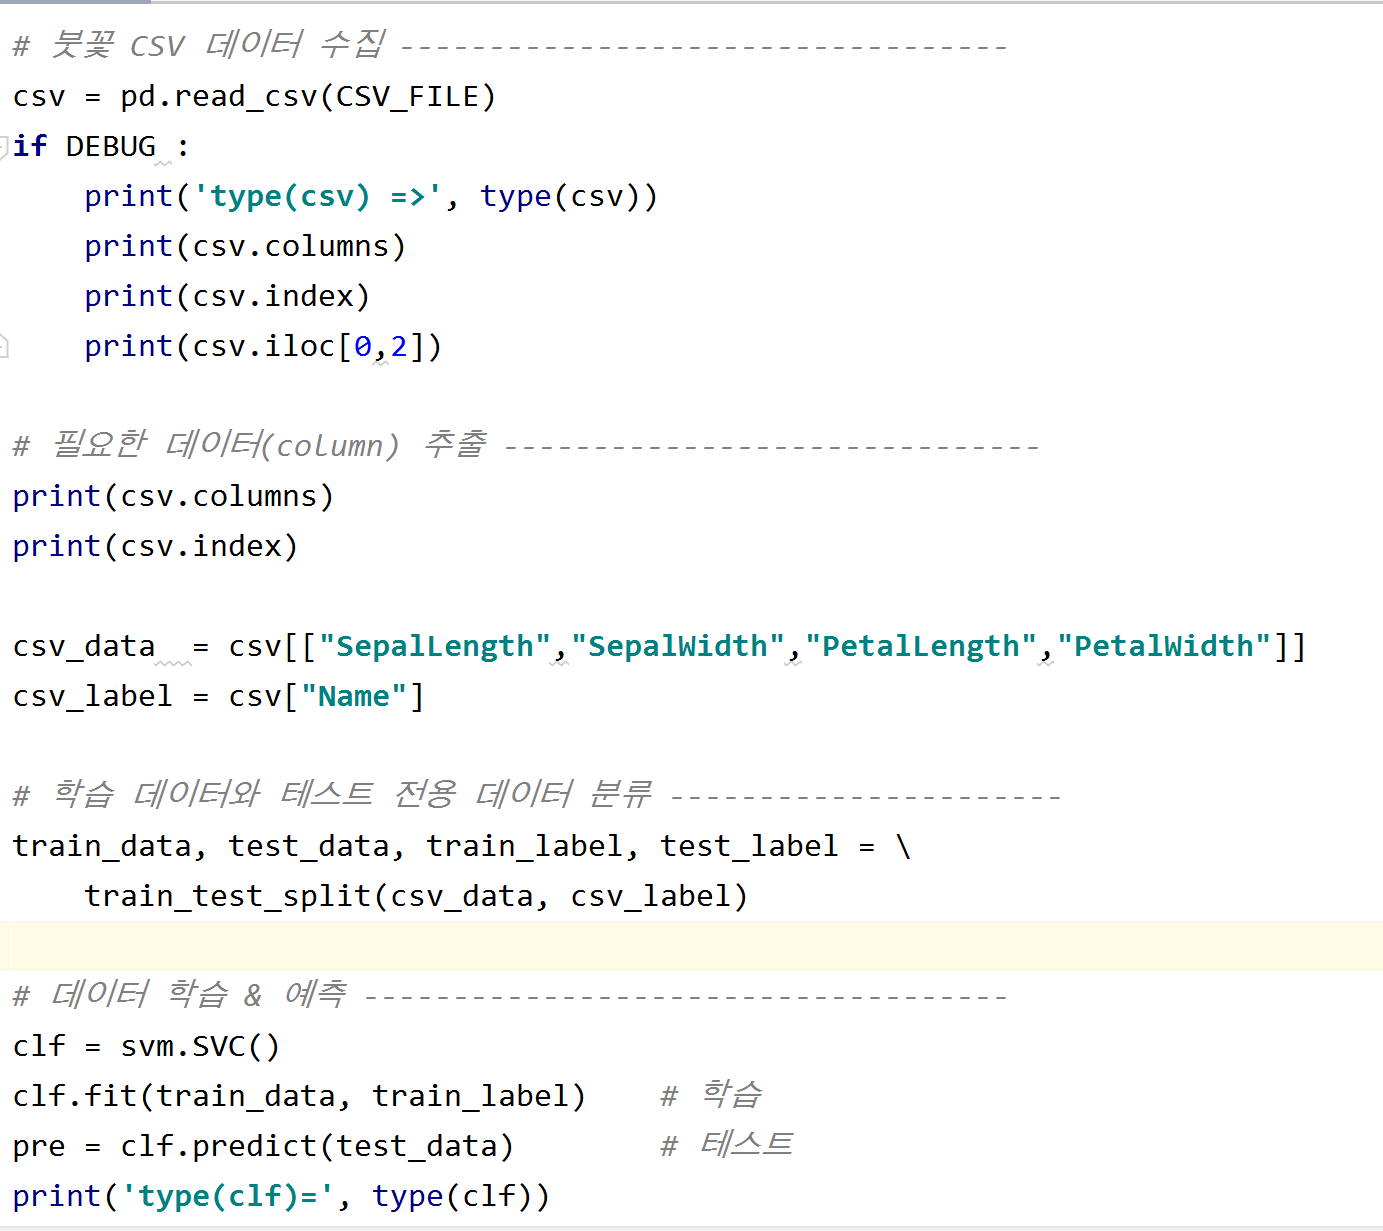 # 붓꽃 CSV 데이터 수집 ----------------------------------
csv = pd.read_csv(CSV_FILE)
if DEBUG :
    print('type(csv) =>', type(csv))
    print(csv.columns)
    print(csv.index)
    print(csv.iloc[0,2])
# 필요한 데이터(column) 추출 ------------------------------
print(csv.columns)
print(csv.index)
csv_data  = csv[["SepalLength","SepalWidth","PetalLength","PetalWidth"]]
csv_label = csv["Name"]
# 학습 데이터와 테스트 전용 데이터 분류 ----------------------
train_data, test_data, train_label, test_label = \
    train_test_split(csv_data, csv_label)
# 데이터 학습 & 예측 ------------------------------------
clf = svm.SVC()
clf.fit(train_data, train_label)    # 학습
pre = clf.predict(test_data)        # 테스트
print('type(clf)=', type(clf))